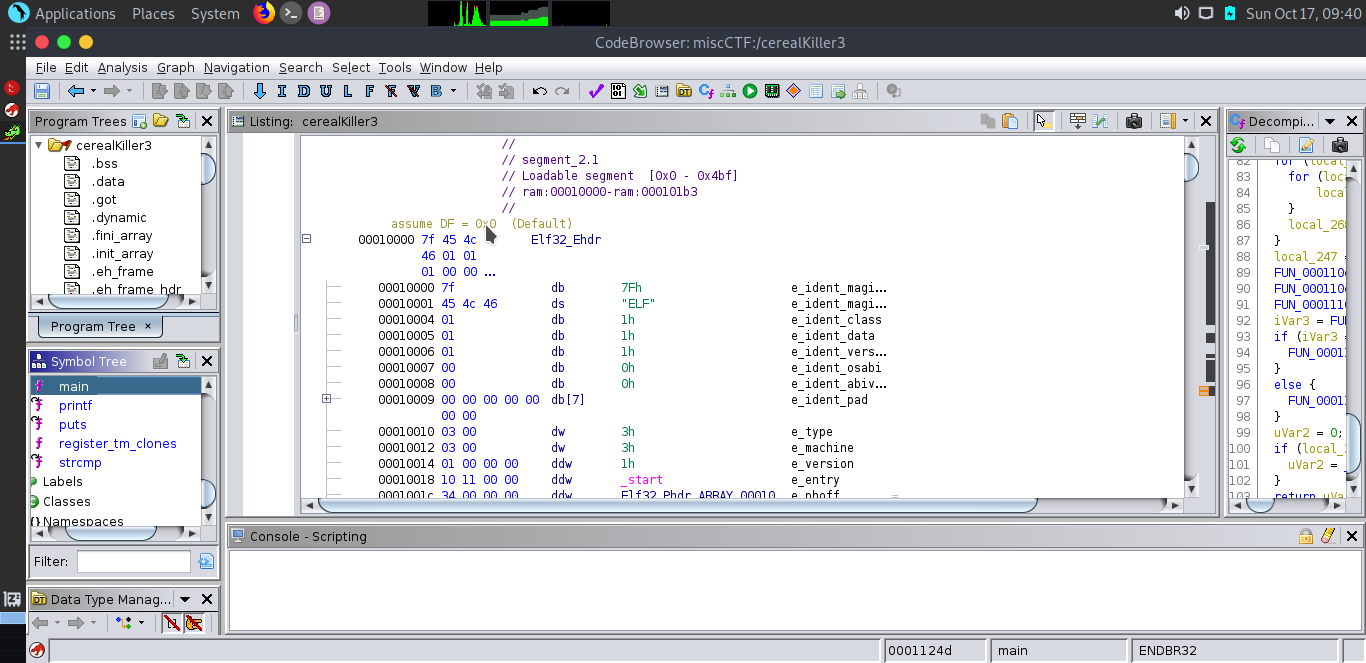 Applications Places System Sun Oct 17, 09:40
CodeBrowser: miscCTF:/cerealKiller3
File Edit Analysis Graph Navigation Search Select Tools Window Help
I D U L F F V B
Program Trees
cerealKiller3
.bss
.data
.got
.dynamic
.fini_array
.init_array
.eh_frame
.eh_frame_hdr
Program Tree ×
Symbol Tree
main
printf
puts
register_tm_clones
strcmp
Labels
Classes
Namespaces
Filter:
Data Type Manag...
Listing: cerealKiller3
//
// segment_2.1
// Loadable segment [0x0 - 0x4bf]
// ram:00010000-ram:000101b3
//
assume DF = 0x0 (Default)
00010000 7f 45 4c Elf32_Ehdr
46 01 01
01 00 00 ...
00010000 7f db 7Fh e_ident_magi...
00010001 45 4c 46 ds "ELF" e_ident_magi...
00010004 01 db 1h e_ident_class
00010005 01 db 1h e_ident_data
00010006 01 db 1h e_ident_vers...
00010007 00 db 0h e_ident_osabi
00010008 00 db 0h e_ident_abiv...
00010009 00 00 00 00 00 db[7] e_ident_pad
00 00
00010010 03 00 dw 3h e_type
00010012 03 00 dw 3h e_machine
00010014 01 00 00 00 ddw 1h e_version
00010018 10 11 00 00 ddw _start e_entry
0001001c 34 00 00 00 ddw Elf32_Phdr_ARRAY_00010... e_phoff =
Decompi...
82 for (local_
83 for (loc
84 loca
85 }
86 local_268
87 }
88 local_247 =
89 FUN_000110
90 FUN_000110
91 FUN_000111
92 iVar3 = FUN
93 if (iVar3 =
94 FUN_0001
95 }
96 else {
97 FUN_0001
98 }
99 uVar2 = 0;
100 if (local_
101 uVar2 =
102 }
103 return uVa
Console - Scripting
0001124d main ENDBR32